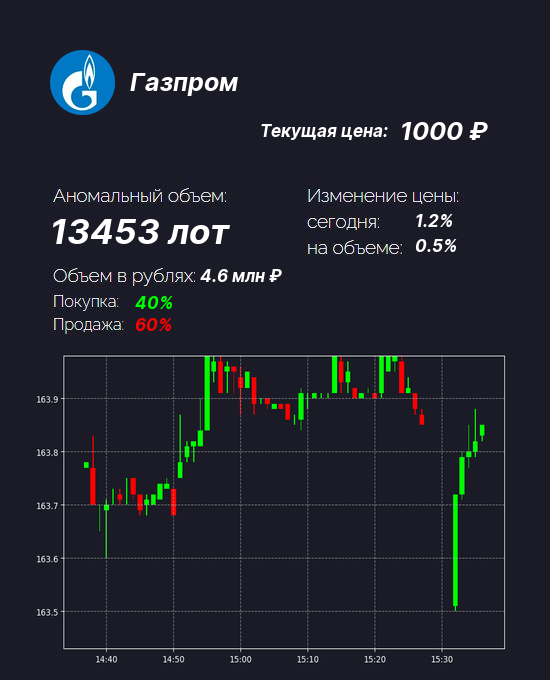 Газпром
Текущая цена: 1000 ₽
Аномальный объем:
13453 лот
Изменение цены:
сегодня: 1.2%
на объеме: 0.5%
Объем в рублях: 4.6 млн ₽
Покупка: 40%
Продажа: 60%
163.9
163.8
163.7
163.6
163.5
14:40 14:50 15:00 15:10 15:20 15:30